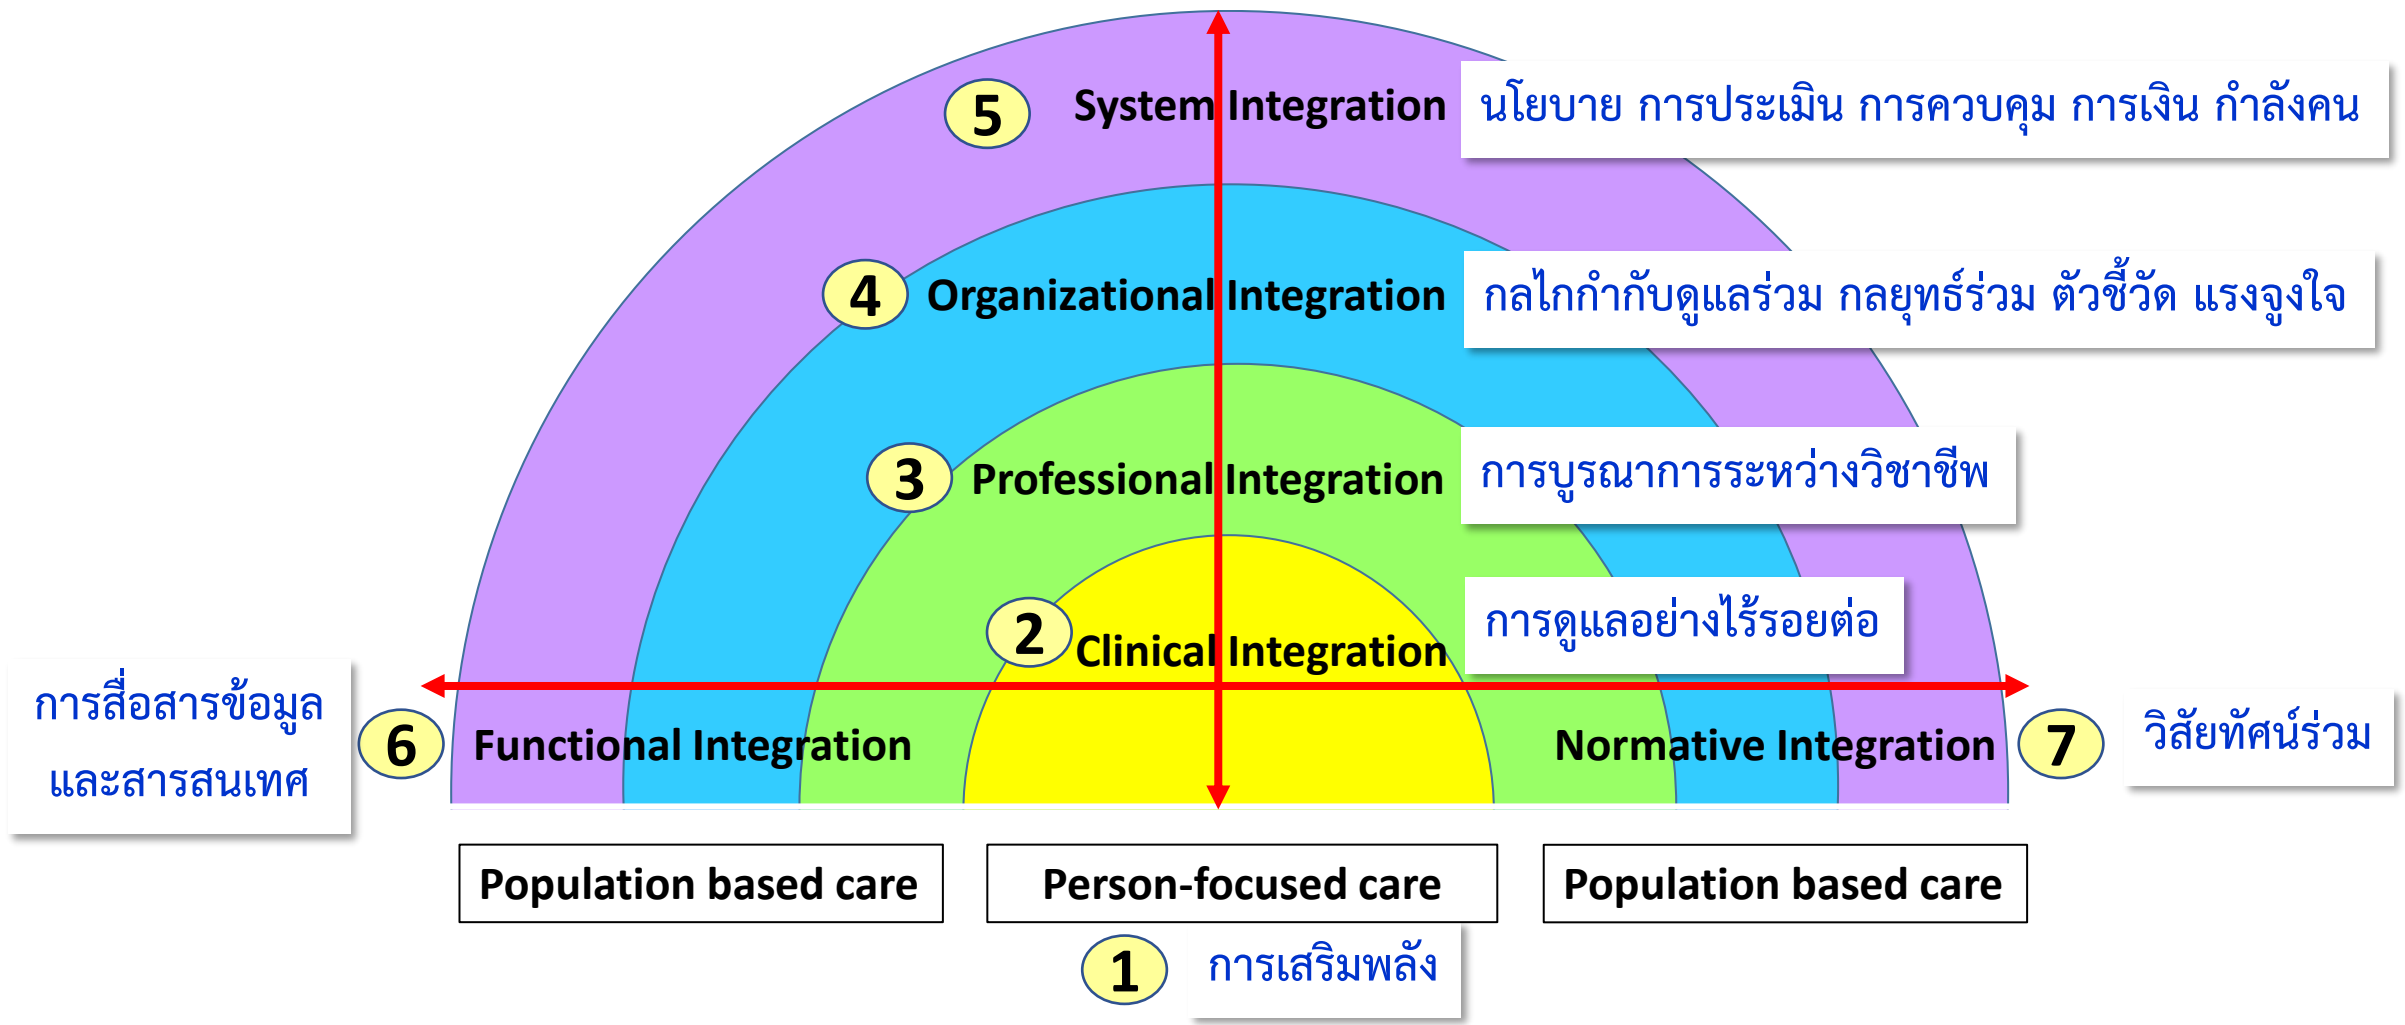 5 System Integration นโยบาย การประเมิน การควบคุม การเงิน กำลังคน
4 Organizational Integration กลไกกำกับดูแลร่วม กลยุทธ์ร่วม ตัวชี้วัด แรงจูงใจ
3 Professional Integration การบูรณาการระหว่างวิชาชีพ
2 Clinical Integration การดูแลอย่างไร้รอยต่อ
การสื่อสารข้อมูล
และสารสนเทศ
6 Functional Integration
Normative Integration 7 วิสัยทัศน์ร่วม
Population based care
Person-focused care
Population based care
1 การเสริมพลัง